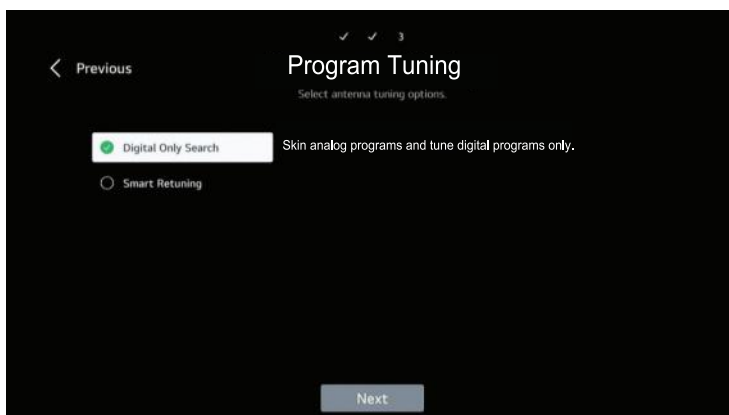 3
Previous
Program Tuning
Select antenna tuning options.
Digital Only Search
Skin analog programs and tune digital programs only.
Smart Retuning
Next